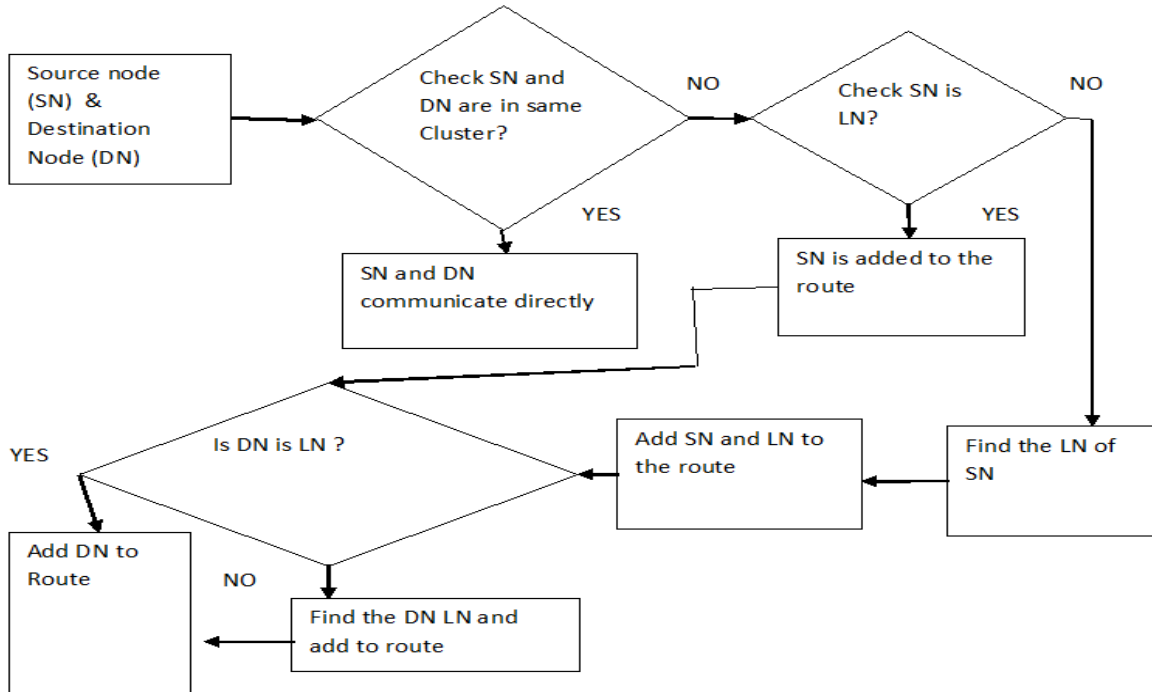 Source node
(SN) &
Destination
Node (DN)
Check SN and
DN are in same
Cluster?
NO
Check SN is
LN?
NO
YES
SN and DN
communicate directly
YES
SN is added to the
route
Is DN is LN ?
YES
Add SN and LN to
the route
Find the LN of
SN
Add DN to
Route
NO
Find the DN LN and
add to route